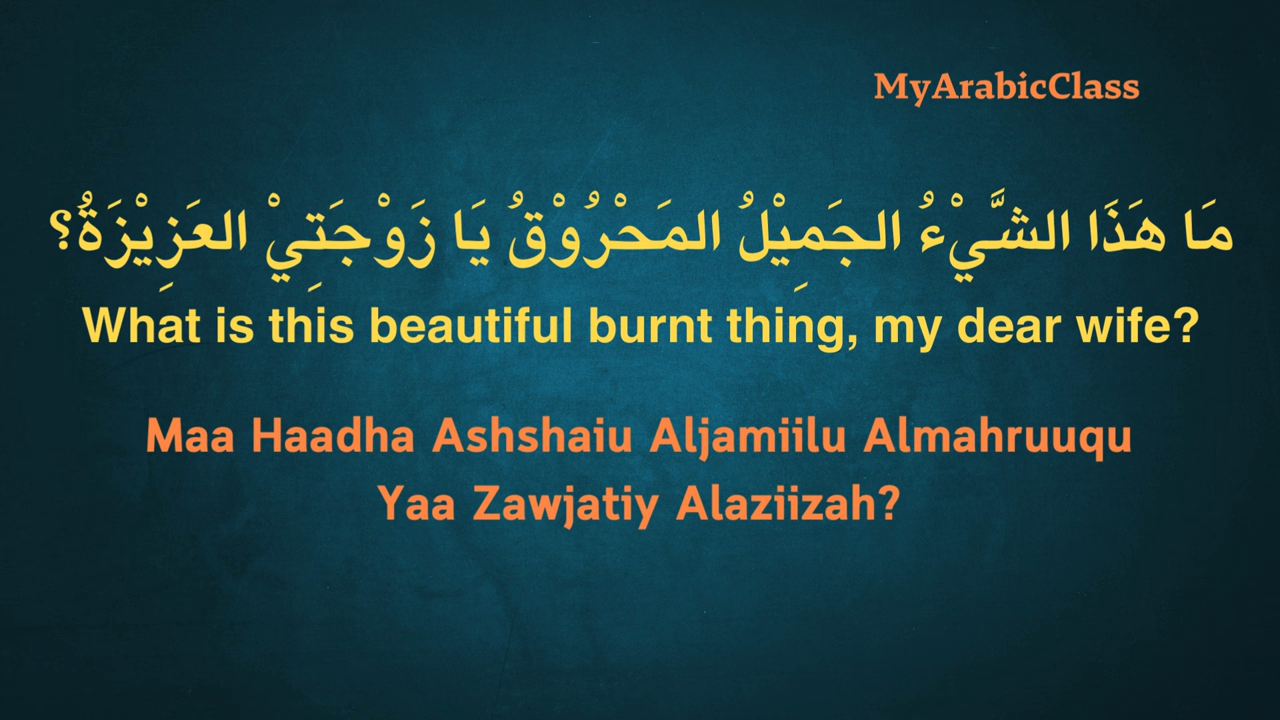 MyArabicClass
مَا هَذَا الشَّيْءُ الجَمِيْلُ المَحْرُوْقُ يَا زَوْجَتِيْ العَزِيْزَةُ؟
What is this beautiful burnt thing, my dear wife?
Maa Haadha Ashshaiu Aljamiilu Almahruuqu
Yaa Zawjatiy Alaziizah?